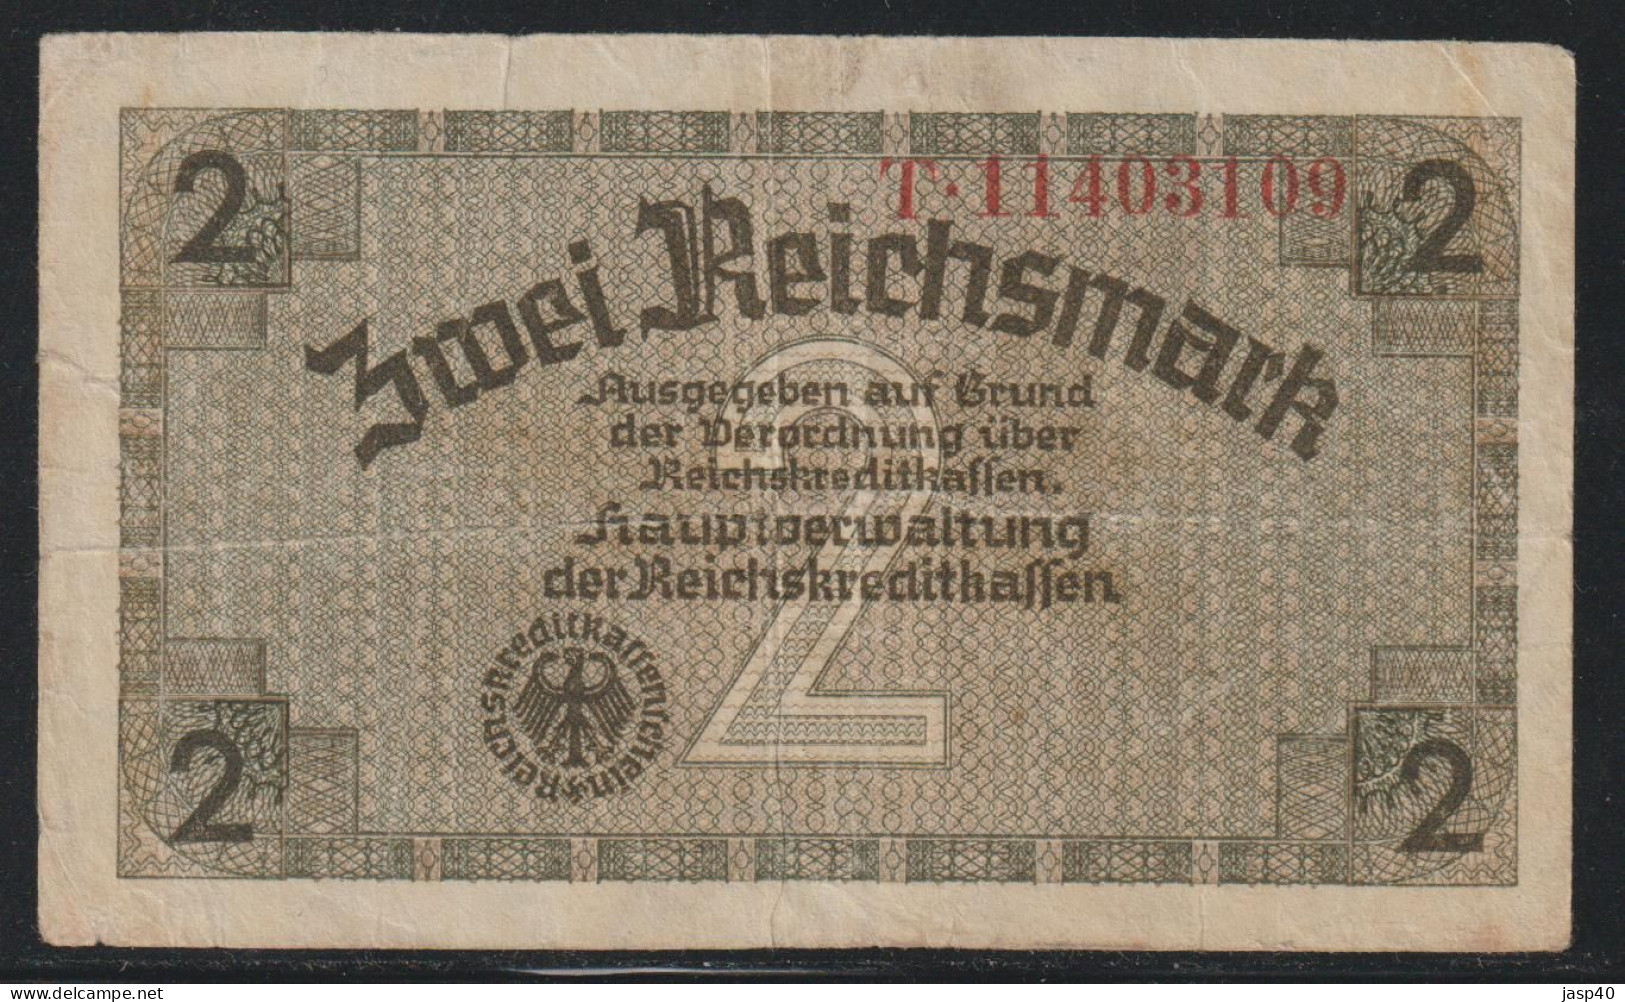 2
T·11403109
2
Zwei Reichsmark
Ausgegeben auf Grund
der Verordnung über
Reichskreditkassen.
Hauptverwaltung
der Reichskreditkassen
2
Reichskreditkassenschein
2
2
jasp40